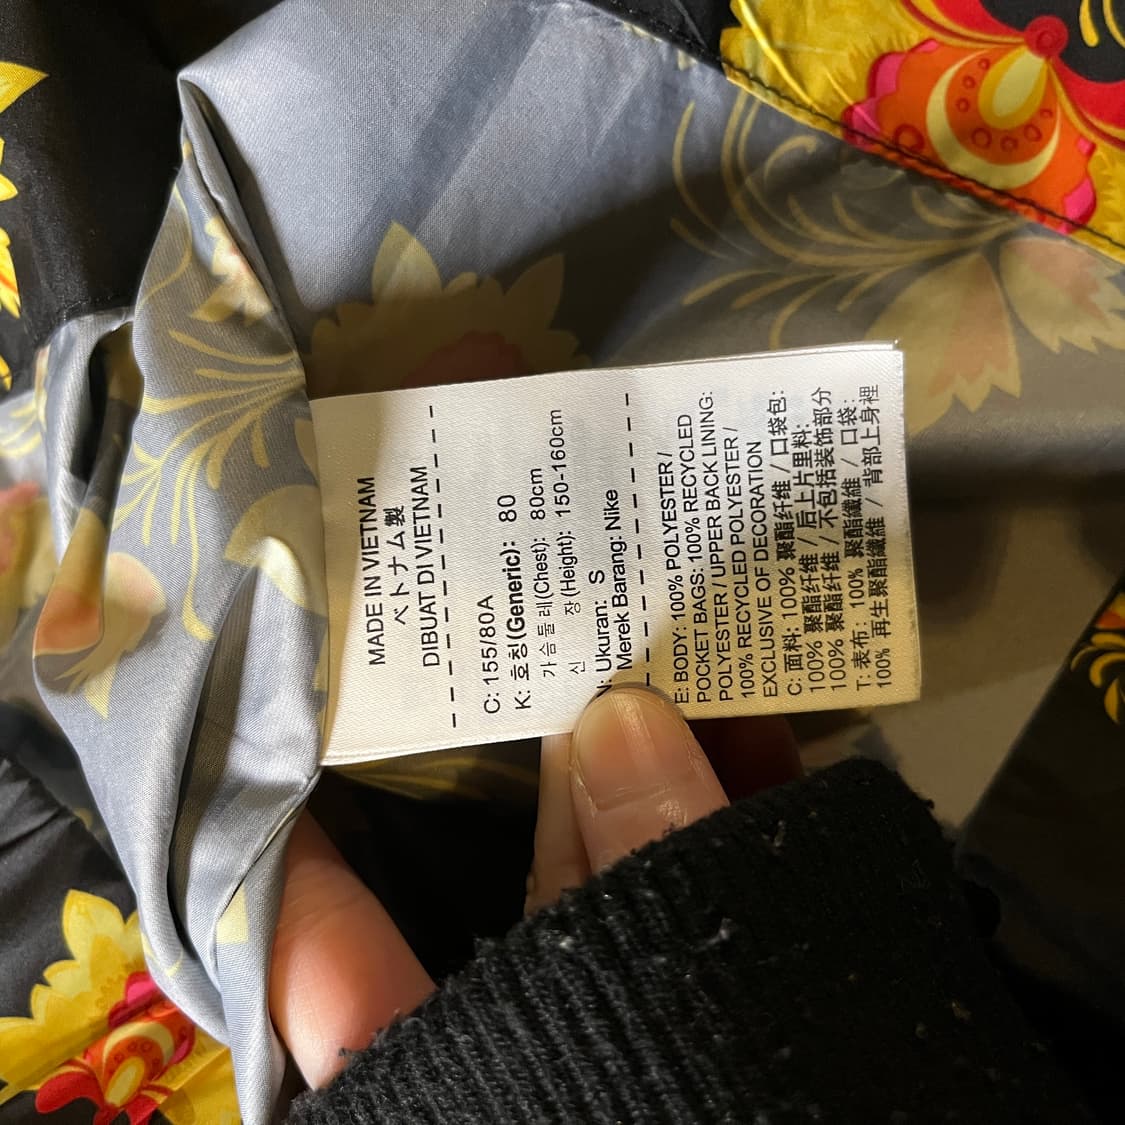 MADE IN VIETNAM
ベトナム製
DIBUAT DI VIETNAM
C: 155/80A
K: 호칭(Generic): 80
가슴둘레(Chest): 80cm
신 장(Height): 150-160cm
N: Ukuran: S
Merek Barang: Nike
E: BODY: 100% POLYESTER /
POCKET BAGS: 100% RECYCLED
POLYESTER / UPPER BACK LINING:
100% RECYCLED POLYESTER /
EXCLUSIVE OF DECORATION
C: 面料: 100% 聚酯纤维 / 口袋包:
100% 聚酯纤维 / 后上片里料:
100% 聚酯纤维 / 不包括装饰部分
T: 表布: 100% 聚酯纖維 / 口袋:
100% 再生聚酯纖維 / 背部上身裡